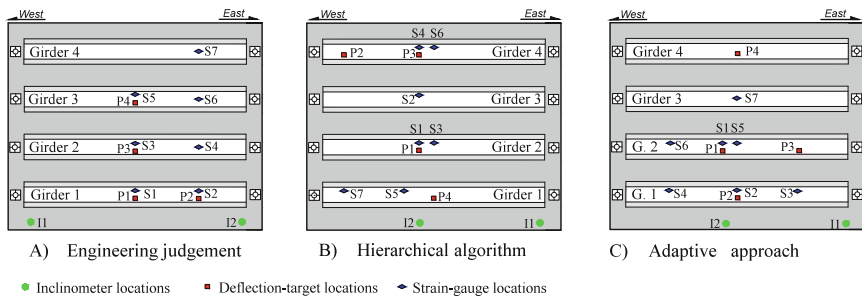 West East West East West East
S4 S6
Girder 4 S7 P2 P3 Girder 4 Girder 4 P4
Girder 3 P4 S5 S6 S2 Girder 3 Girder 3 S7
S1 S3 S1 S5
Girder 2 P3 S3 S4 P1 Girder 2 G. 2 S6 P1 P3
Girder 1 P1 S1 P2 S2 S7 S5 P4 Girder 1 G. 1 S4 P2 S2 S3
I1 I2 I2 I1 I2 I1
A) Engineering judgement B) Hierarchical algorithm C) Adaptive approach
Inclinometer locations Deflection-target locations Strain-gauge locations